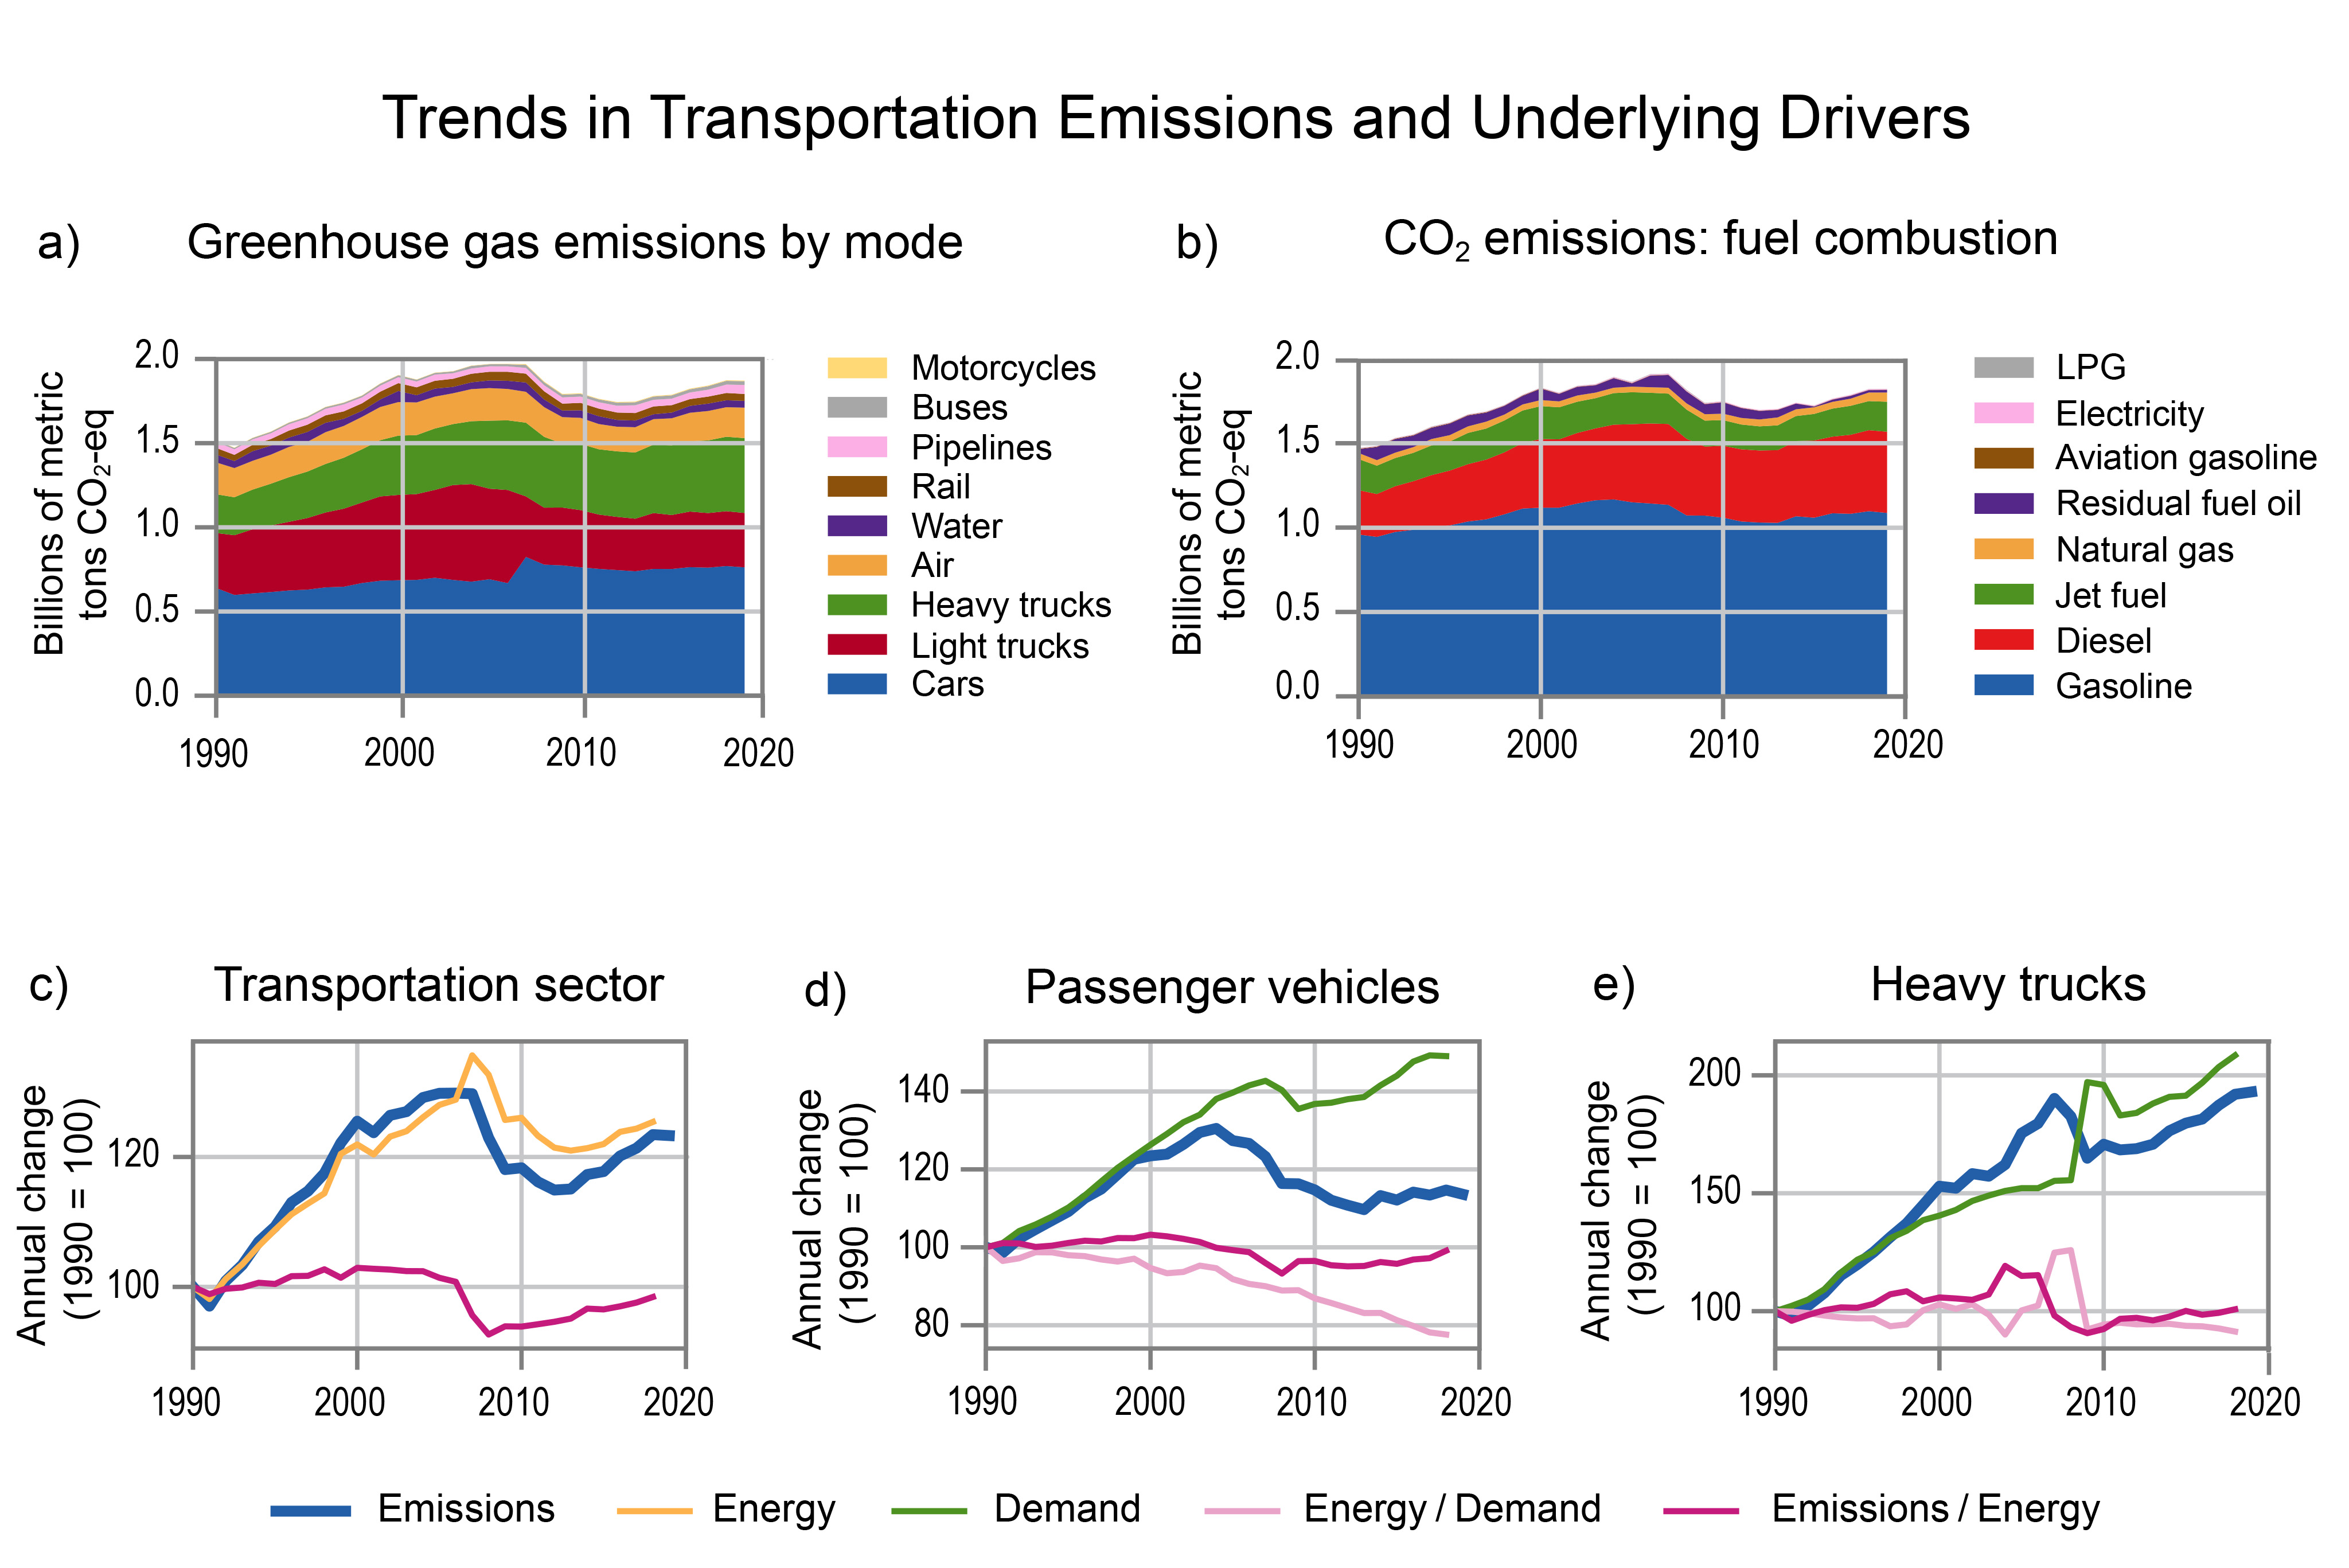 Trends in Transportation Emissions and Underlying Drivers
a)
Greenhouse gas emissions by mode
Billions of metric
tons CO₂-eq
2.0
1.5
1.0
0.5
0.0
1990
2000
2010
2020
Motorcycles
Buses
Pipelines
Rail
Water
Air
Heavy trucks
Light trucks
Cars
b)
CO₂ emissions: fuel combustion
Billions of metric
tons CO₂-eq
2.0
1.5
1.0
0.5
0.0
1990
2000
2010
2020
LPG
Electricity
Aviation gasoline
Residual fuel oil
Natural gas
Jet fuel
Diesel
Gasoline
c)
Transportation sector
Annual change
(1990 = 100)
120
100
1990
2000
2010
2020
d)
Passenger vehicles
Annual change
(1990 = 100)
140
120
100
80
1990
2000
2010
2020
e)
Heavy trucks
Annual change
(1990 = 100)
200
150
100
1990
2000
2010
2020
Emissions
Energy
Demand
Energy / Demand
Emissions / Energy